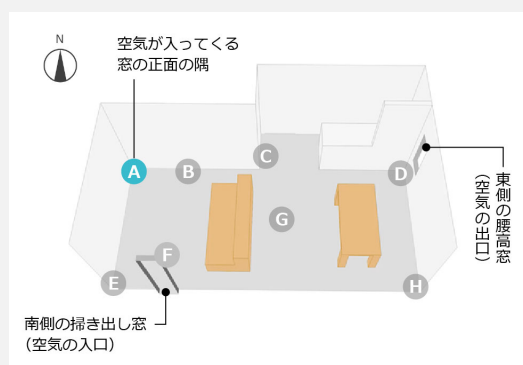 N
空気が入ってくる
窓の正面の隅
A
B
C
D
E
F
G
H
東側の腰高窓
（空気の出口）
南側の掃き出し窓
（空気の入口）